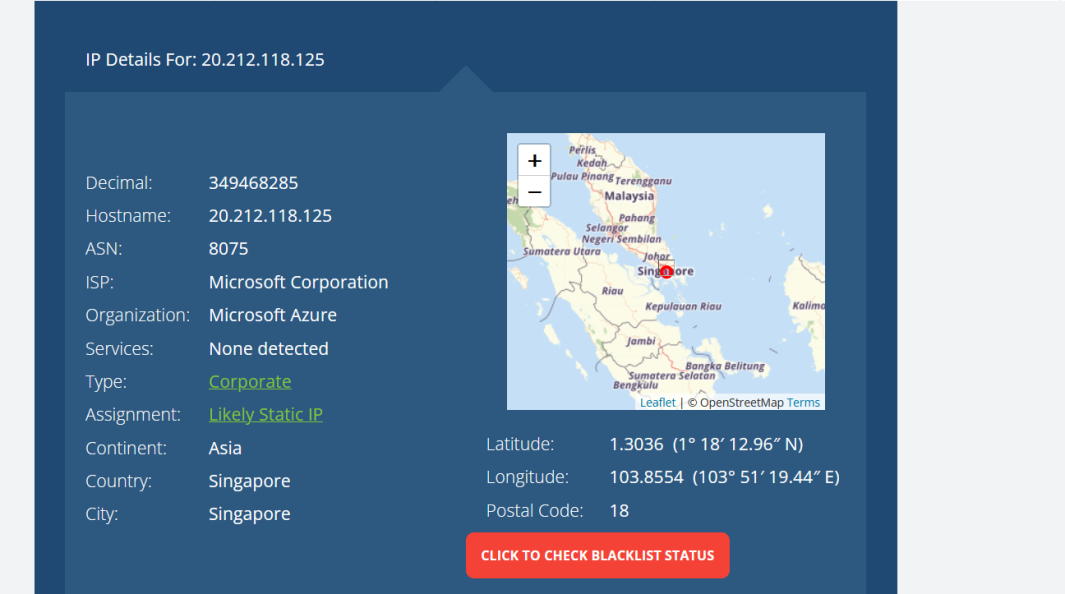 IP Details For: 20.212.118.125
Decimal: 349468285
Hostname: 20.212.118.125
ASN: 8075
ISP: Microsoft Corporation
Organization: Microsoft Azure
Services: None detected
Type: Corporate
Assignment: Likely Static IP
Continent: Asia
Country: Singapore
City: Singapore
+
−
Perlis
Kedah
Pulau Pinang
Terengganu
Malaysia
Pahang
Selangor
Negeri Sembilan
Sumatera Utara
Johor
Riau
Kepulauan Riau
Jambi
Bangka Belitung
Sumatera Selatan
Bengkulu
Leaflet | © OpenStreetMap Terms
Latitude: 1.3036 (1° 18′ 12.96″ N)
Longitude: 103.8554 (103° 51′ 19.44″ E)
Postal Code: 18
CLICK TO CHECK BLACKLIST STATUS